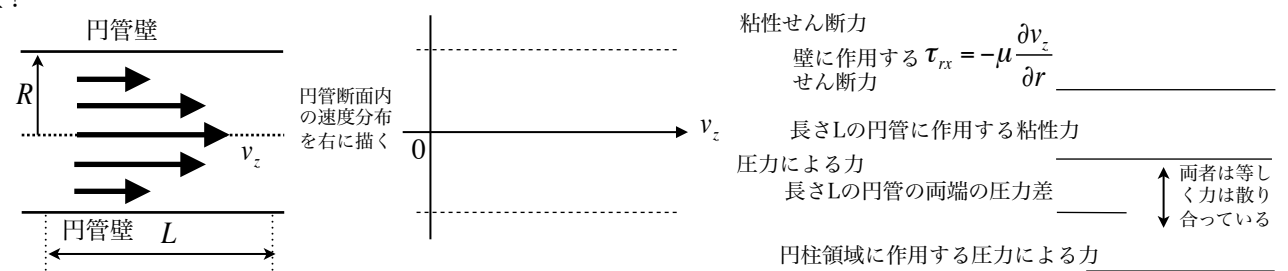 円管壁
R
v_z
円管壁 L
円管断面内
の速度分布
を右に描く
0
v_z
粘性せん断力
壁に作用する τ_{rx} = −μ ∂v_z/∂r
せん断力
長さLの円管に作用する粘性力
圧力による力
長さLの円管の両端の圧力差
両者は等し
く力は散り
合っている
円柱領域に作用する圧力による力